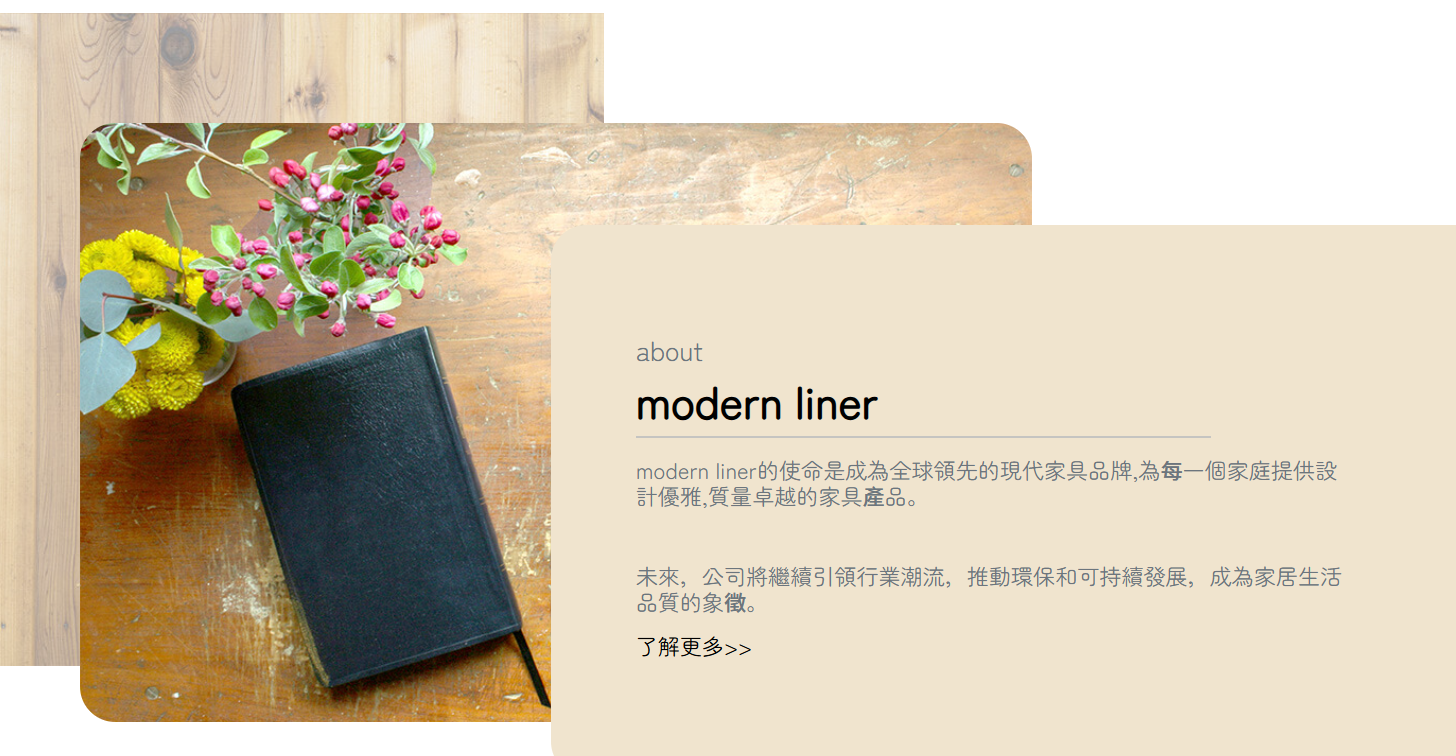 about
modern liner
modern liner的使命是成為全球領先的現代家具品牌,為每一個家庭提供設
計優雅,質量卓越的家具產品。
未來，公司將繼續引領行業潮流，推動環保和可持續發展，成為家居生活
品質的象徵。
了解更多>>